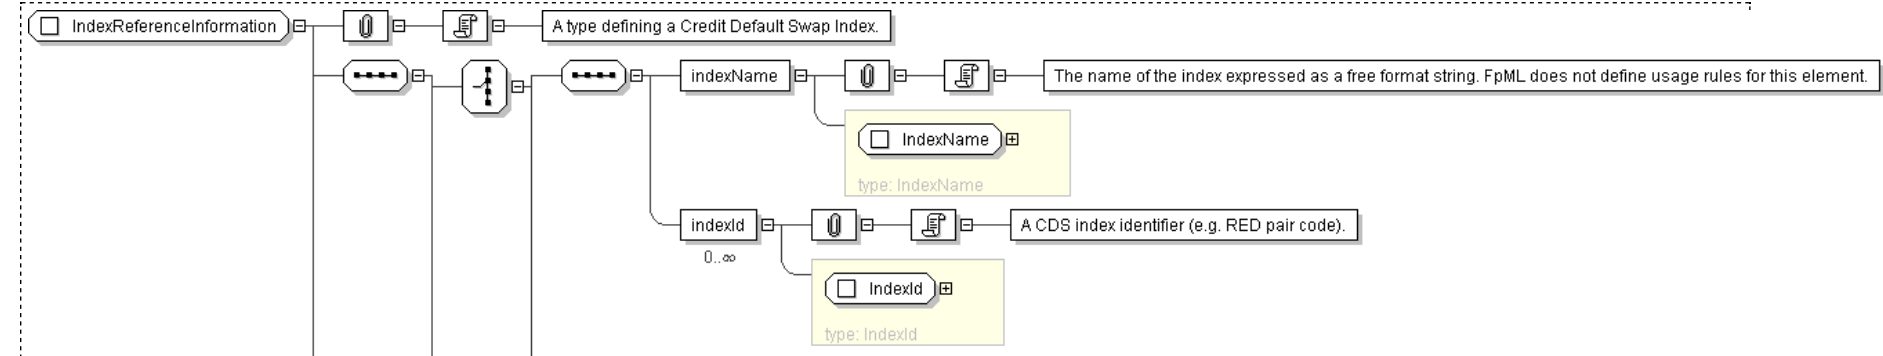 IndexReferenceInformation
A type defining a Credit Default Swap Index.
indexName
The name of the index expressed as a free format string. FpML does not define usage rules for this element.
IndexName
type: IndexName
indexId
A CDS index identifier (e.g. RED pair code).
0..∞
IndexId
type: IndexId